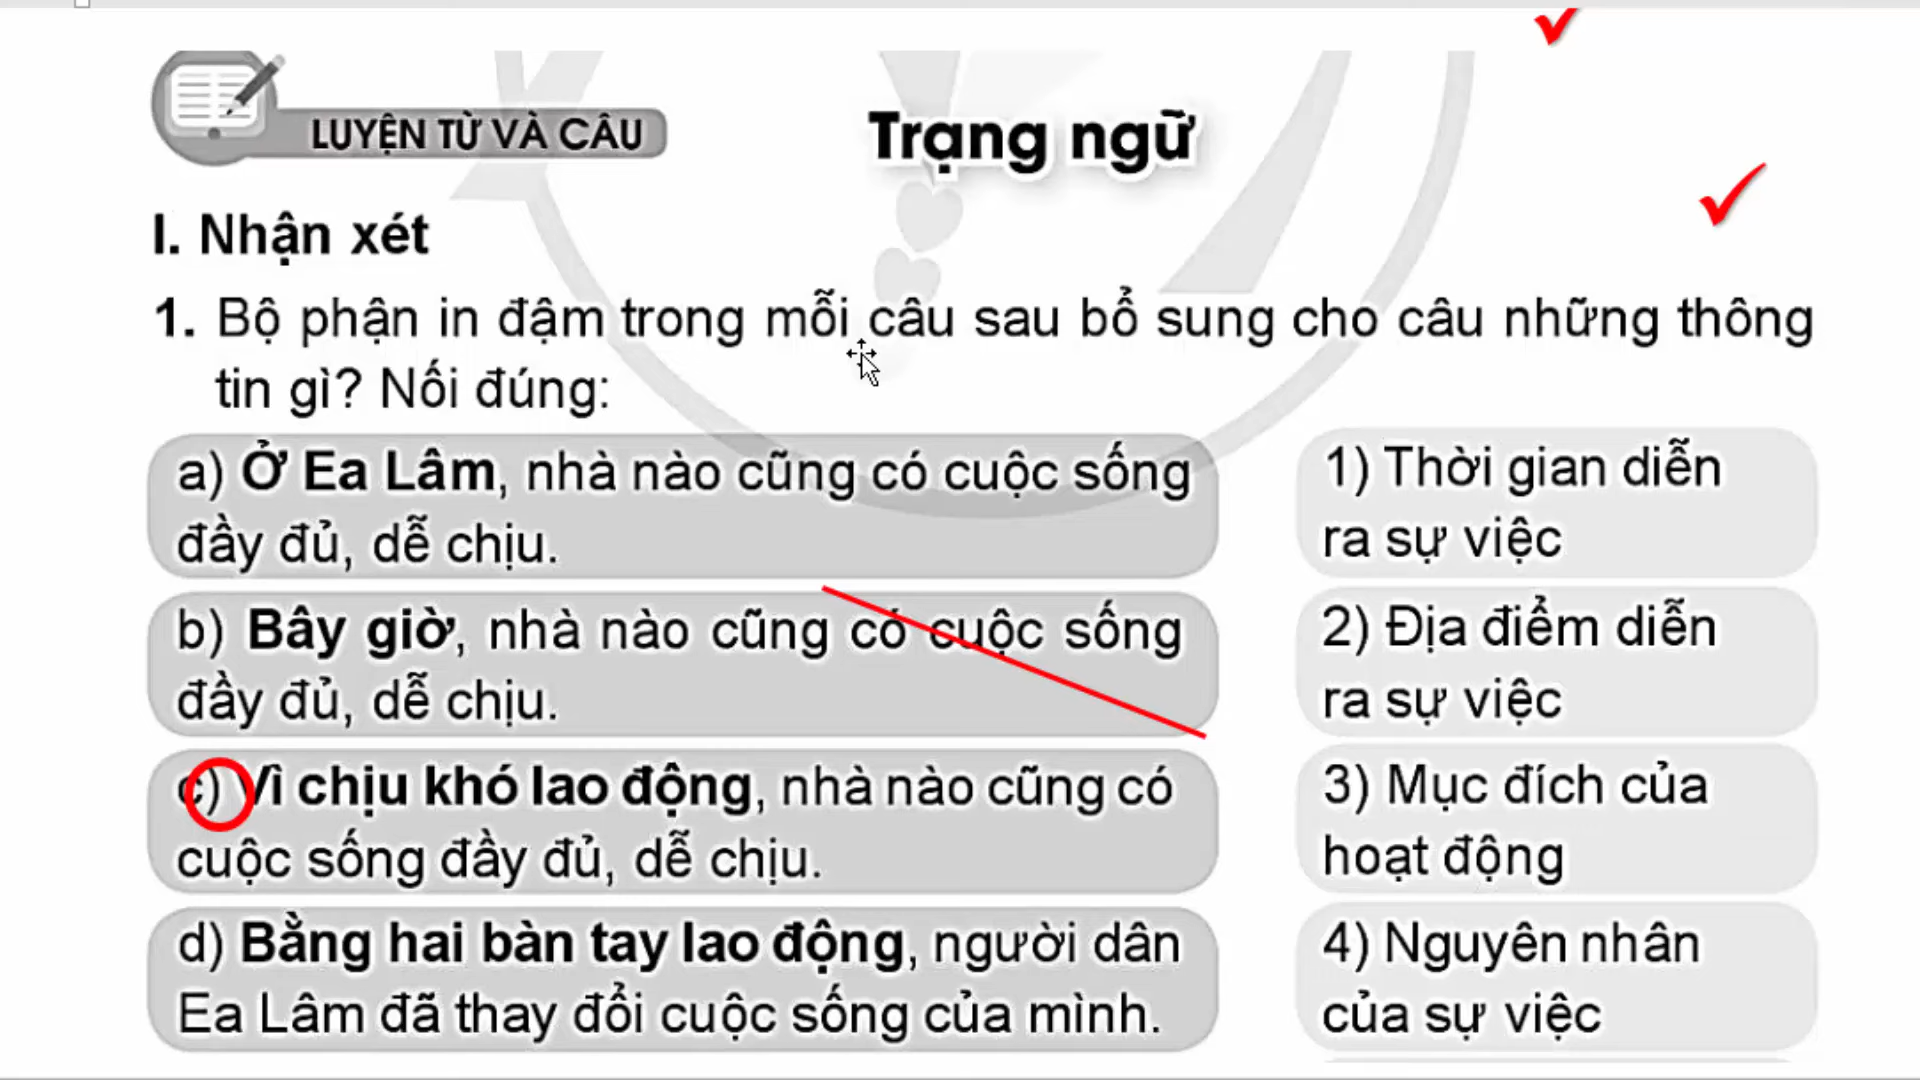 LUYỆN TỪ VÀ CÂU
Trạng ngữ
I. Nhận xét
1. Bộ phận in đậm trong mỗi câu sau bổ sung cho câu những thông
tin gì? Nối đúng:
a) Ở Ea Lâm, nhà nào cũng có cuộc sống
đầy đủ, dễ chịu.
b) Bây giờ, nhà nào cũng có cuộc sống
đầy đủ, dễ chịu.
c) Vì chịu khó lao động, nhà nào cũng có
cuộc sống đầy đủ, dễ chịu.
d) Bằng hai bàn tay lao động, người dân
Ea Lâm đã thay đổi cuộc sống của mình.
1) Thời gian diễn
ra sự việc
2) Địa điểm diễn
ra sự việc
3) Mục đích của
hoạt động
4) Nguyên nhân
của sự việc